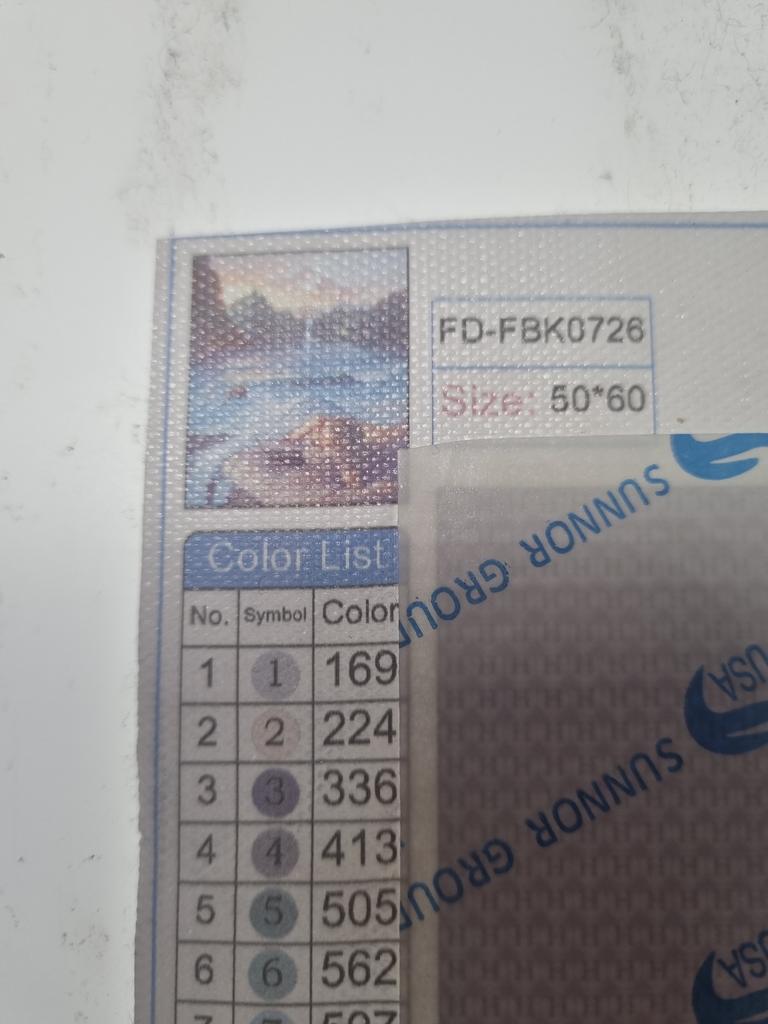 FD-FBK0726
Size: 50*60
Color List
No. Symbol Color
1 1 169
2 2 224
3 3 336
4 4 413
5 5 505
6 6 562
SUNNOR GROUP
USA
SUNNOR GROUP
USA